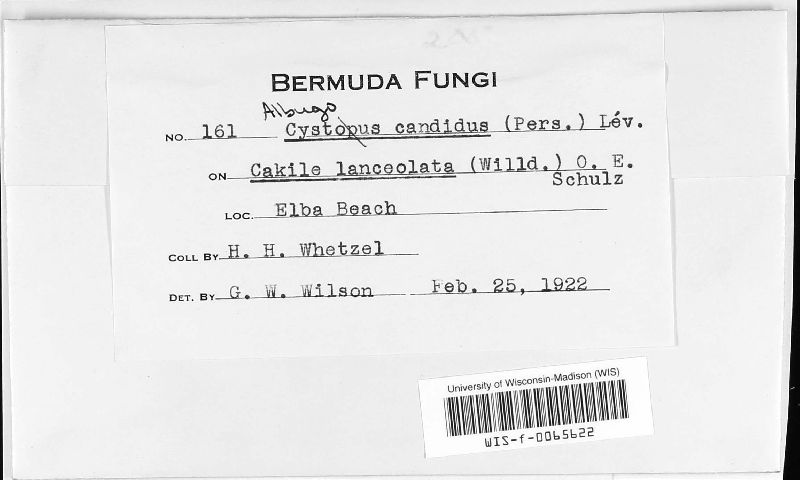 BERMUDA FUNGI
Albugo
NO. 161 Cystopus candidus (Pers.) Lév.
ON Cakile lanceolata (Willd.) O. E.
Schulz
LOC. Elba Beach
COLL BY H. H. Whetzel
DET. BY G. W. Wilson Feb. 25, 1922
University of Wisconsin-Madison (WIS)
WIS-f-0065622